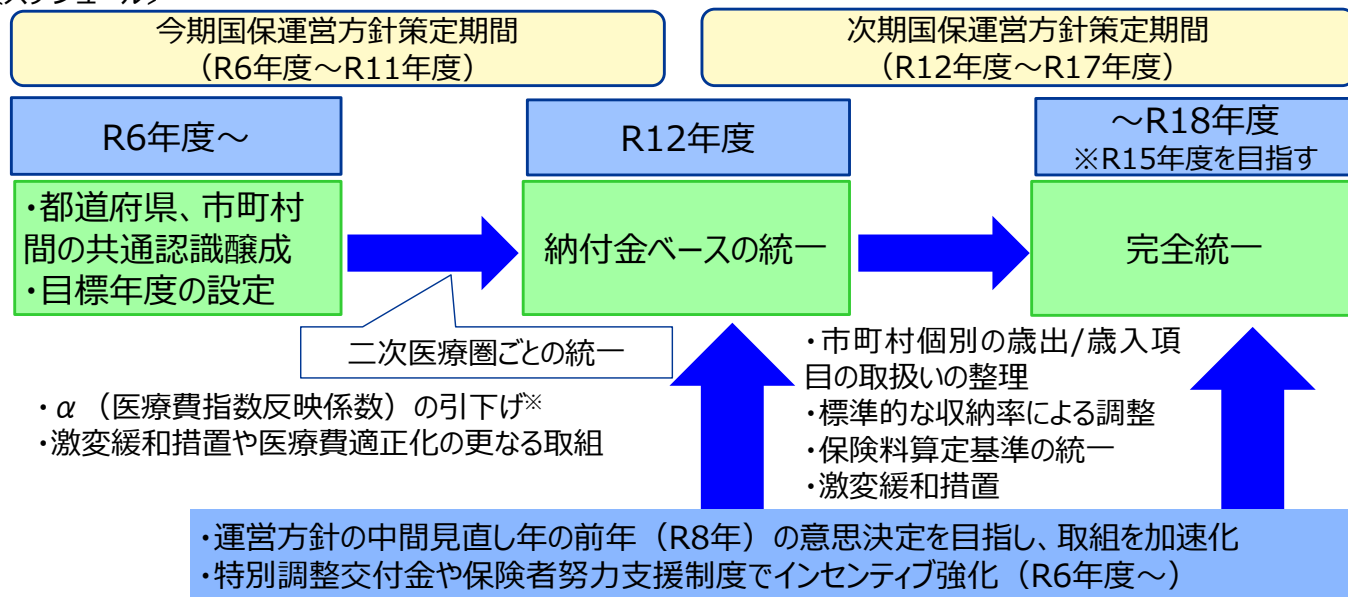 今期国保運営方針策定期間
（R6年度～R11年度）
次期国保運営方針策定期間
（R12年度～R17年度）
R6年度～
R12年度
～R18年度
※R15年度を目指す
・都道府県、市町村
間の共通認識醸成
・目標年度の設定
納付金ベースの統一
完全統一
二次医療圏ごとの統一
・α（医療費指数反映係数）の引下げ※
・激変緩和措置や医療費適正化の更なる取組
・市町村個別の歳出/歳入項
目の取扱いの整理
・標準的な収納率による調整
・保険料算定基準の統一
・激変緩和措置
・運営方針の中間見直し年の前年（R8年）の意思決定を目指し、取組を加速化
・特別調整交付金や保険者努力支援制度でインセンティブ強化（R6年度～）